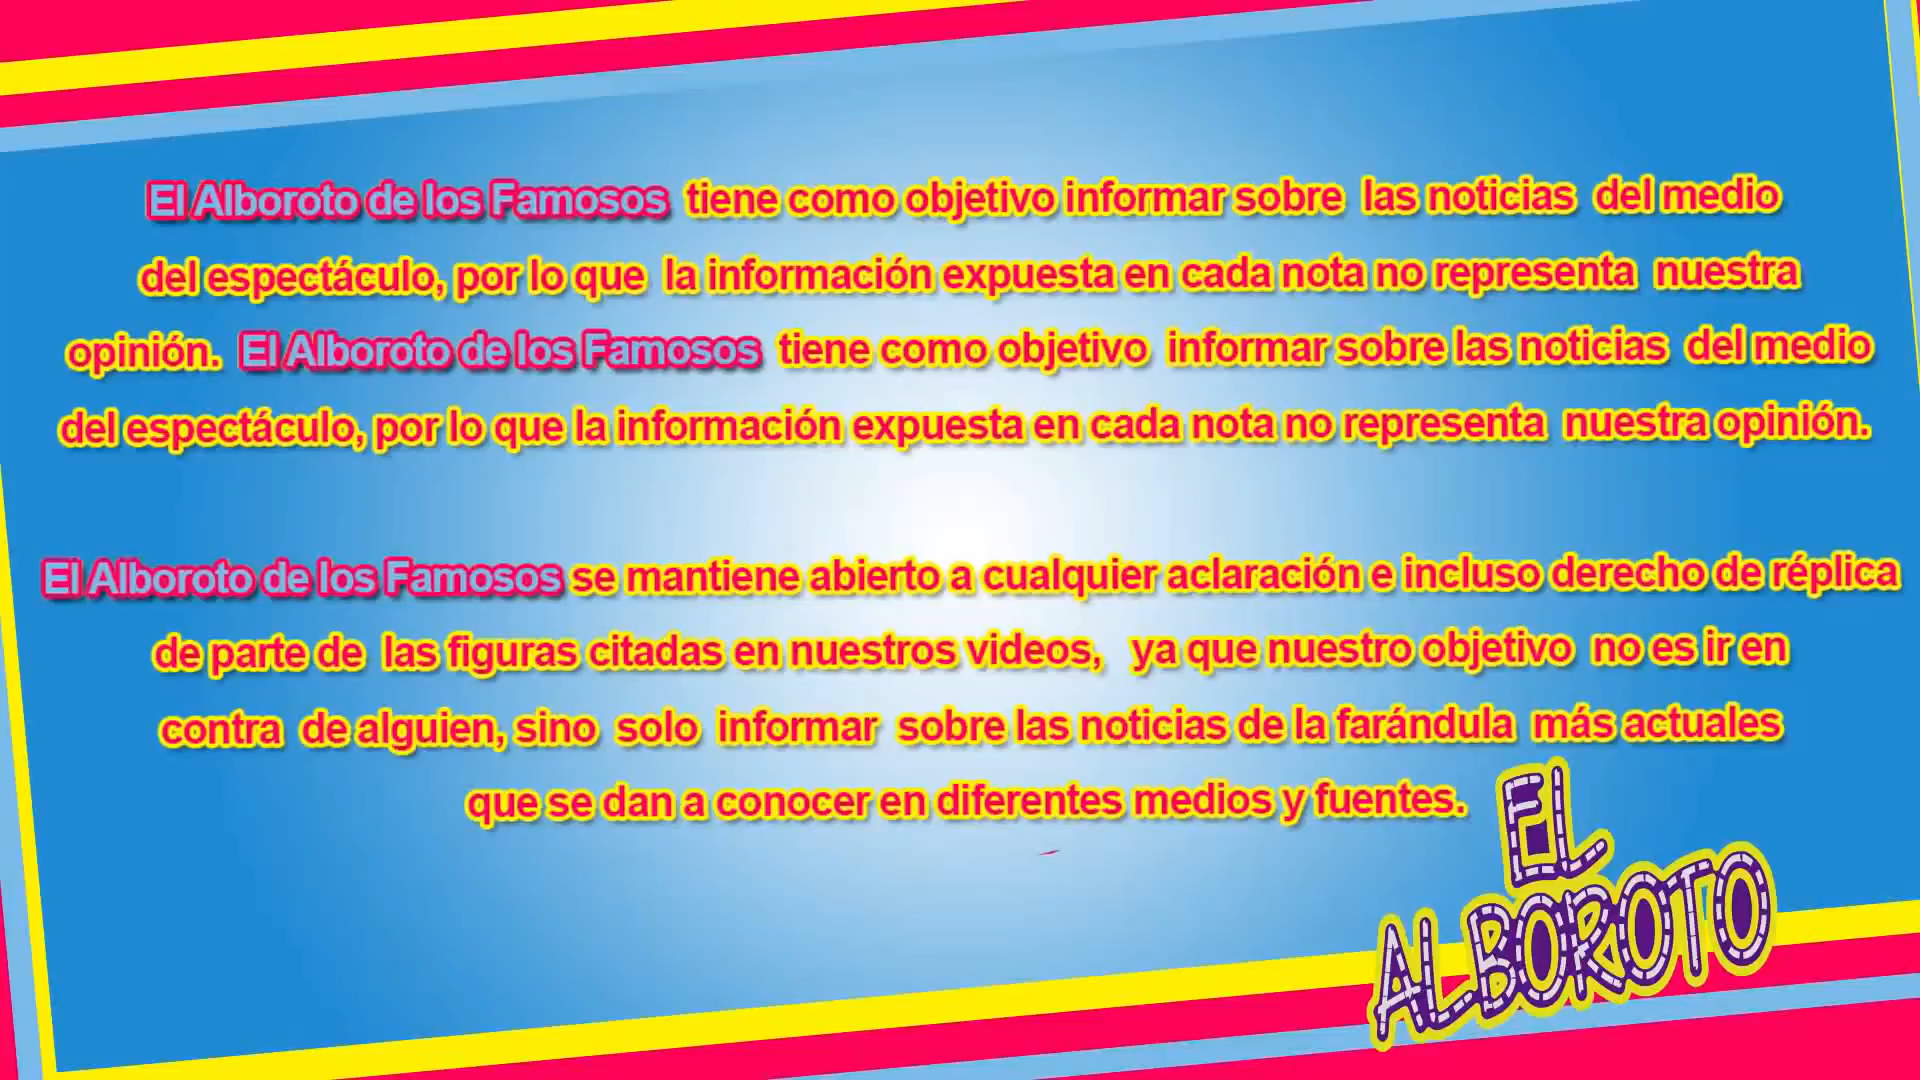 El Alboroto de los Famosos tiene como objetivo informar sobre las noticias del medio
del espectáculo, por lo que la información expuesta en cada nota no representa nuestra
opinión. El Alboroto de los Famosos tiene como objetivo informar sobre las noticias del medio
del espectáculo, por lo que la información expuesta en cada nota no representa nuestra opinión.
El Alboroto de los Famosos se mantiene abierto a cualquier aclaración e incluso derecho de réplica
de parte de las figuras citadas en nuestros videos, ya que nuestro objetivo no es ir en
contra de alguien, sino solo informar sobre las noticias de la farándula más actuales
que se dan a conocer en diferentes medios y fuentes.
EL
ALBOROTO